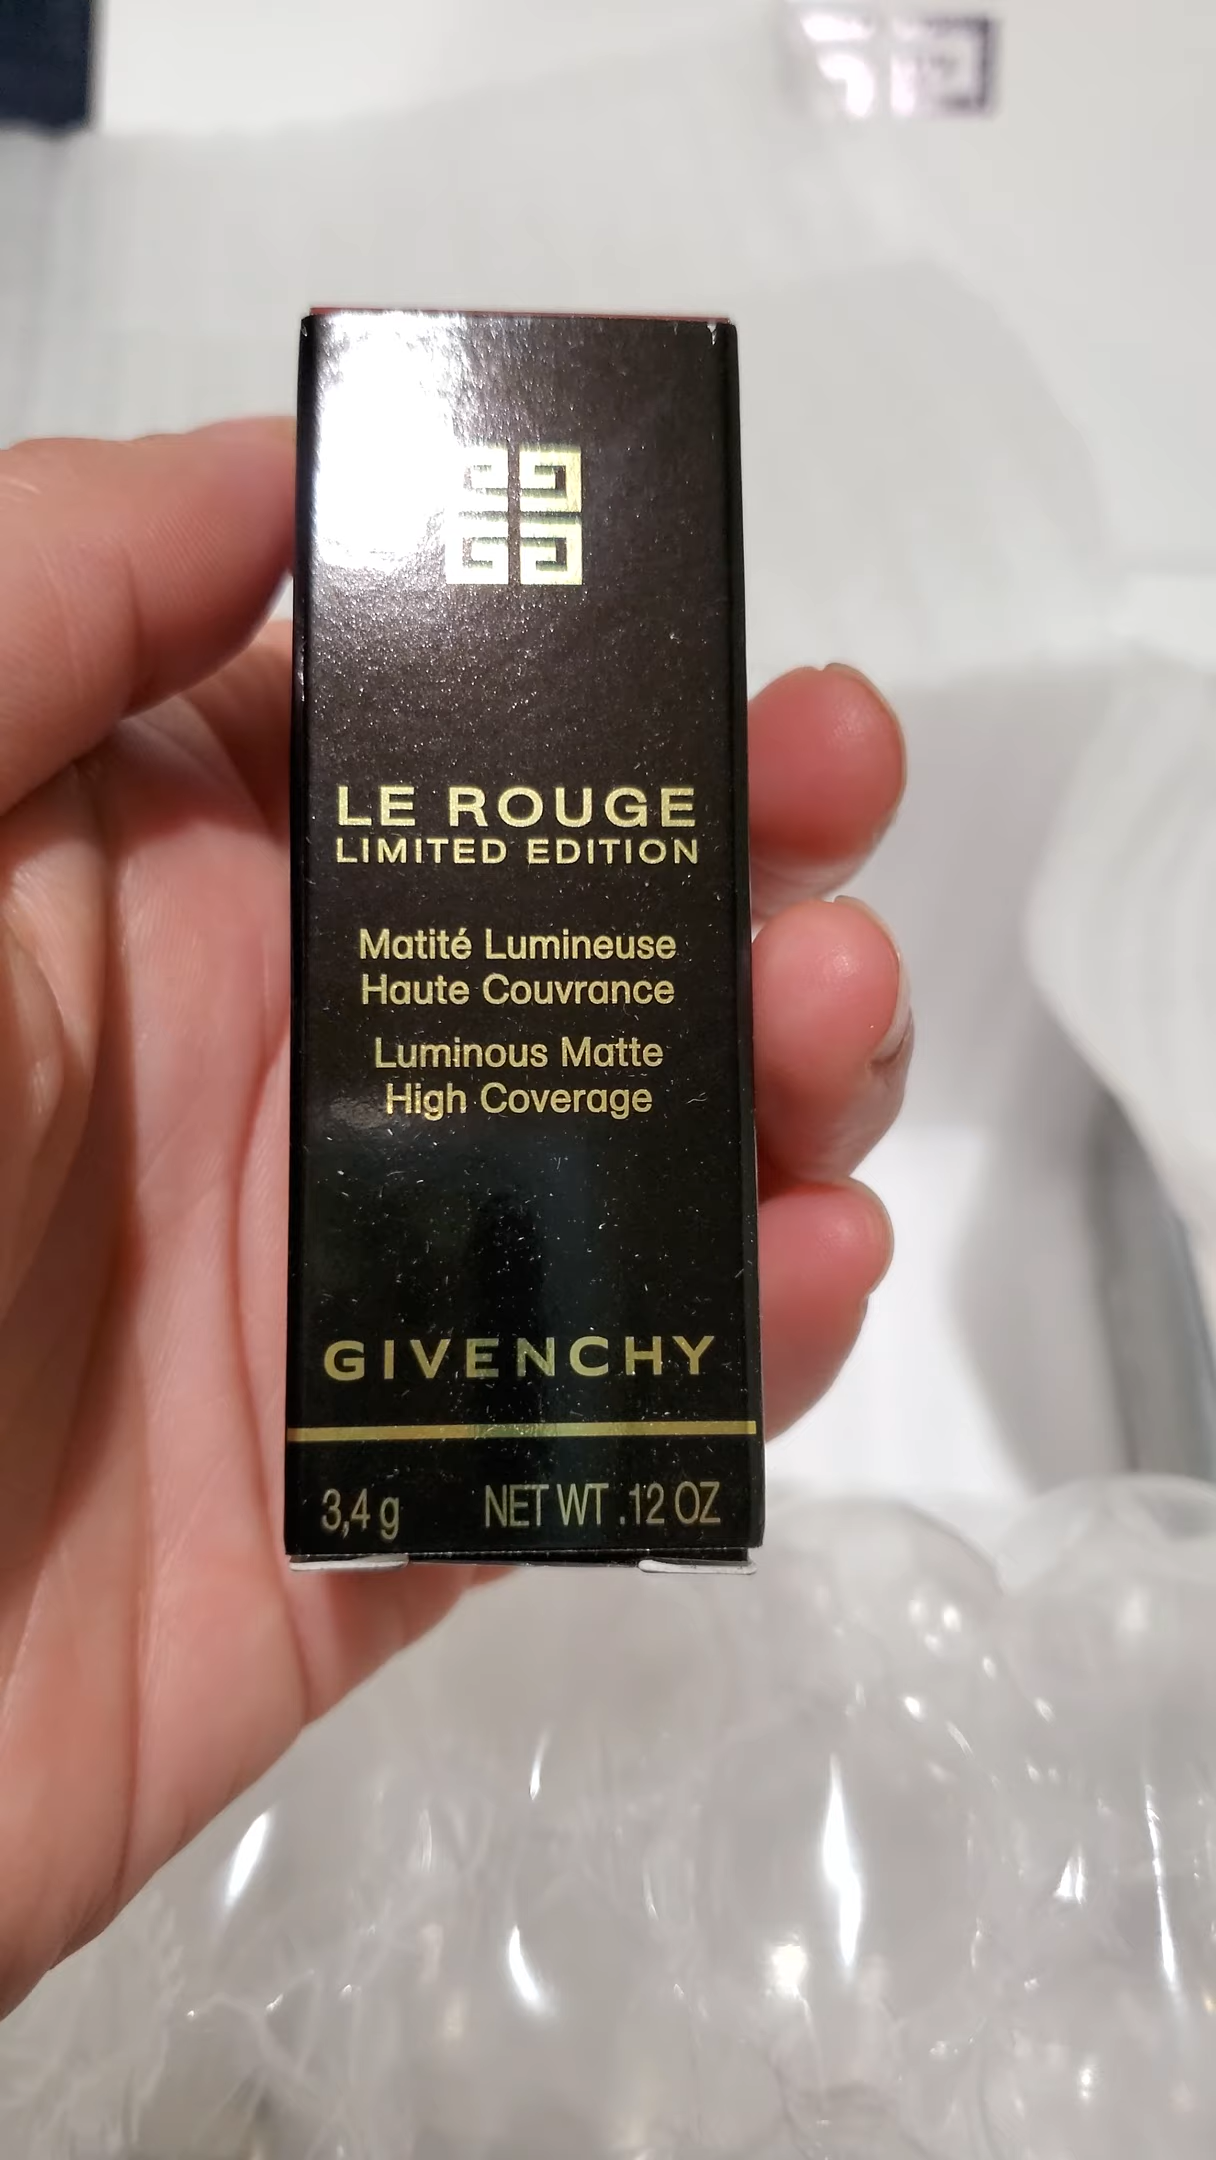 LE ROUGE
LIMITED EDITION
Matité Lumineuse
Haute Couvrance
Luminous Matte
High Coverage
GIVENCHY
3,4 g NET WT .12 OZ